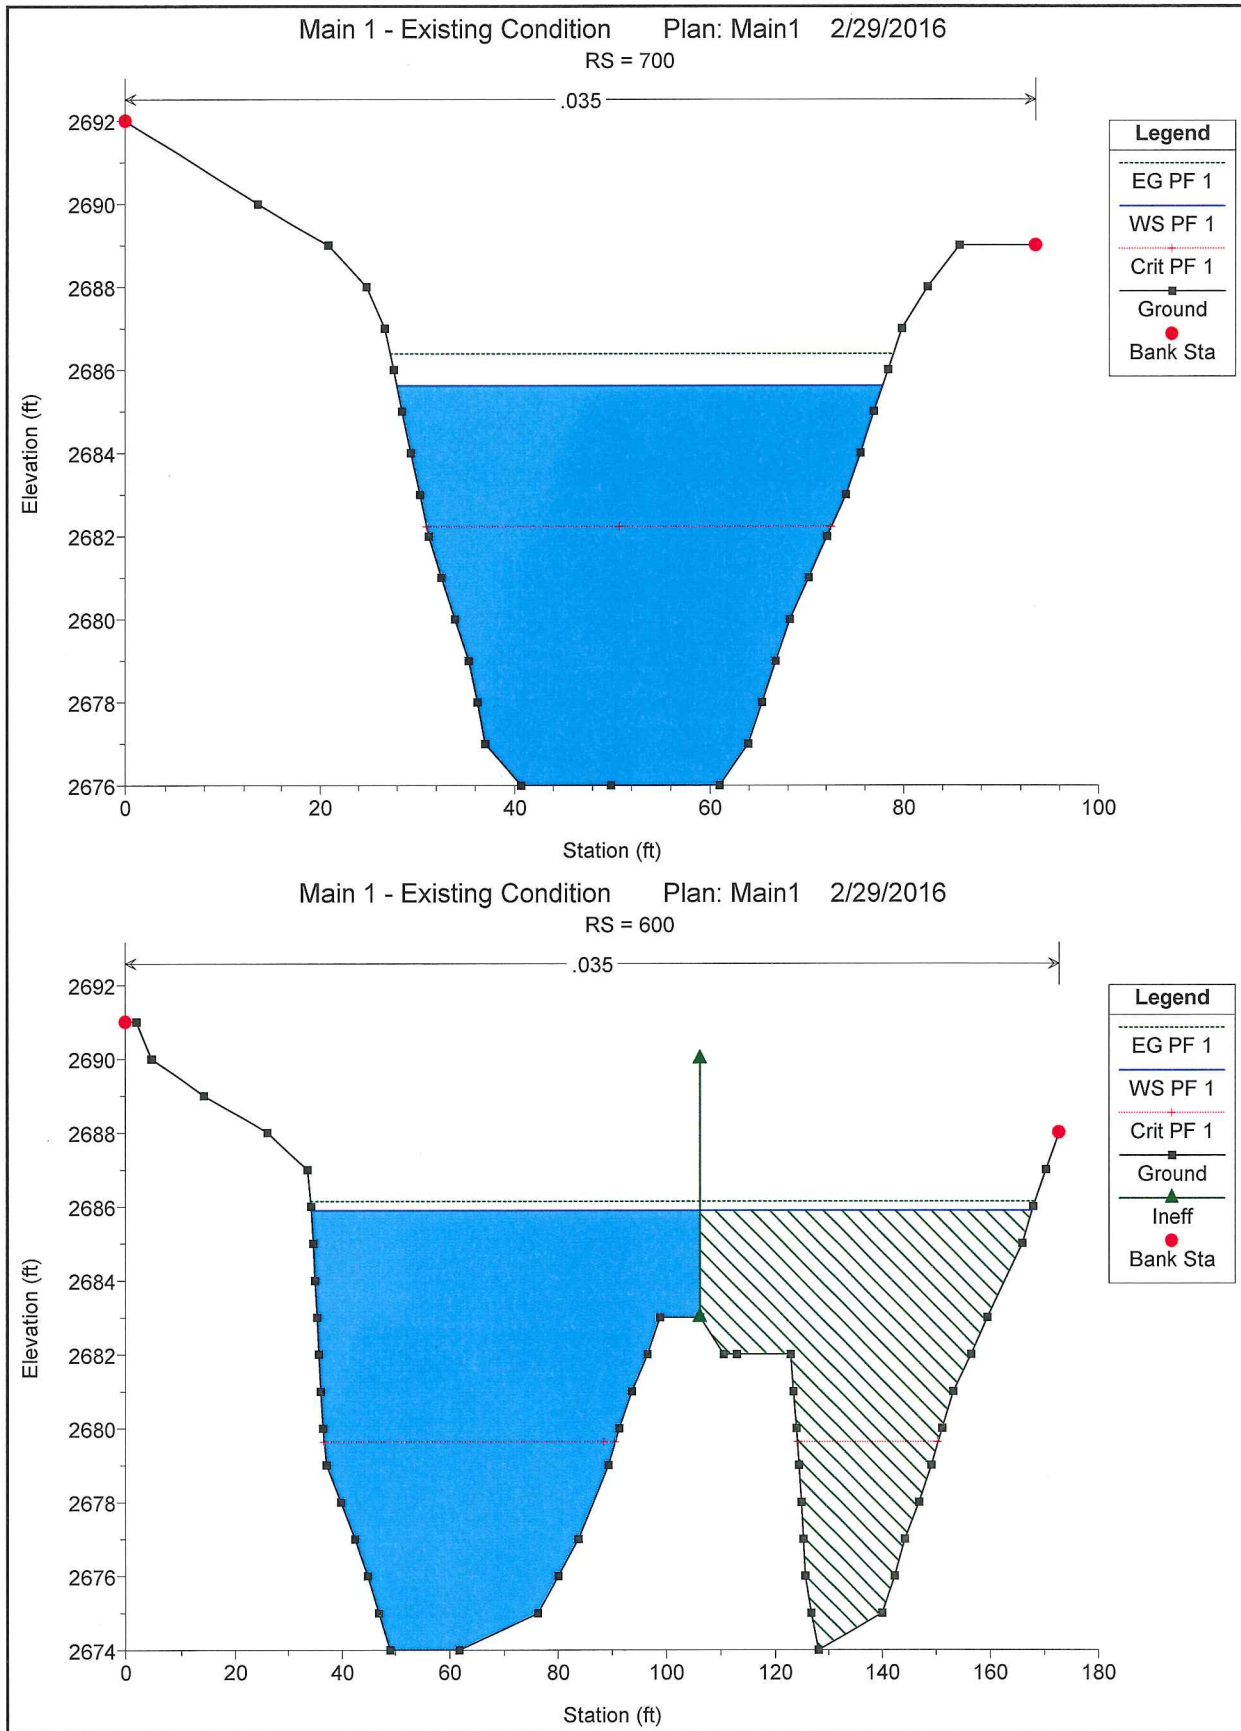 Main 1 - Existing Condition Plan: Main1 2/29/2016
RS = 700
.035
2692
2690
2688
2686
2684
2682
2680
2678
2676
Elevation (ft)
0 20 40 60 80 100
Station (ft)
Legend
EG PF 1
WS PF 1
Crit PF 1
Ground
Bank Sta
Main 1 - Existing Condition Plan: Main1 2/29/2016
RS = 600
.035
2692
2690
2688
2686
2684
2682
2680
2678
2676
2674
Elevation (ft)
0 20 40 60 80 100 120 140 160 180
Station (ft)
Legend
EG PF 1
WS PF 1
Crit PF 1
Ground
Ineff
Bank Sta